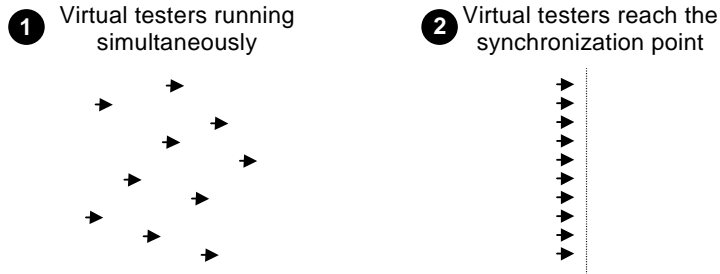 1 Virtual testers running
simultaneously
2 Virtual testers reach the
synchronization point